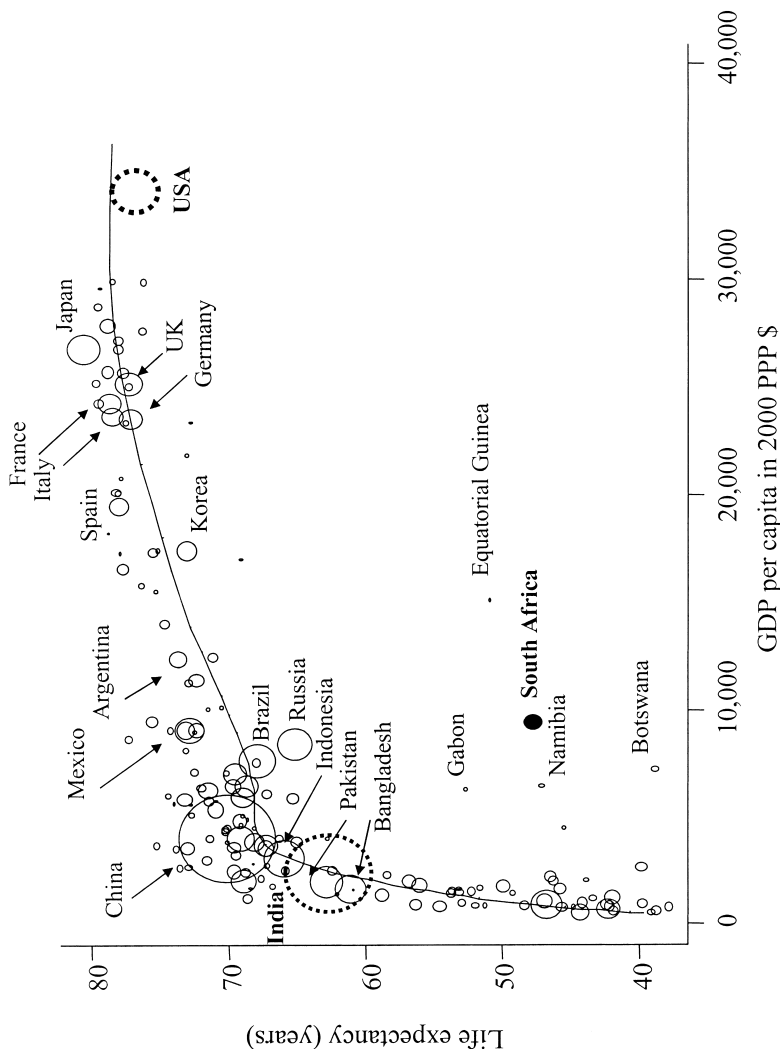 Life expectancy (years)
80
70
60
50
40
China
Mexico
Argentina
Spain
Italy
France
Japan
USA
UK
Germany
Korea
Brazil
Russia
Indonesia
Pakistan
Bangladesh
India
Equatorial Guinea
South Africa
Gabon
Namibia
Botswana
0
10,000
20,000
30,000
40,000
GDP per capita in 2000 PPP $